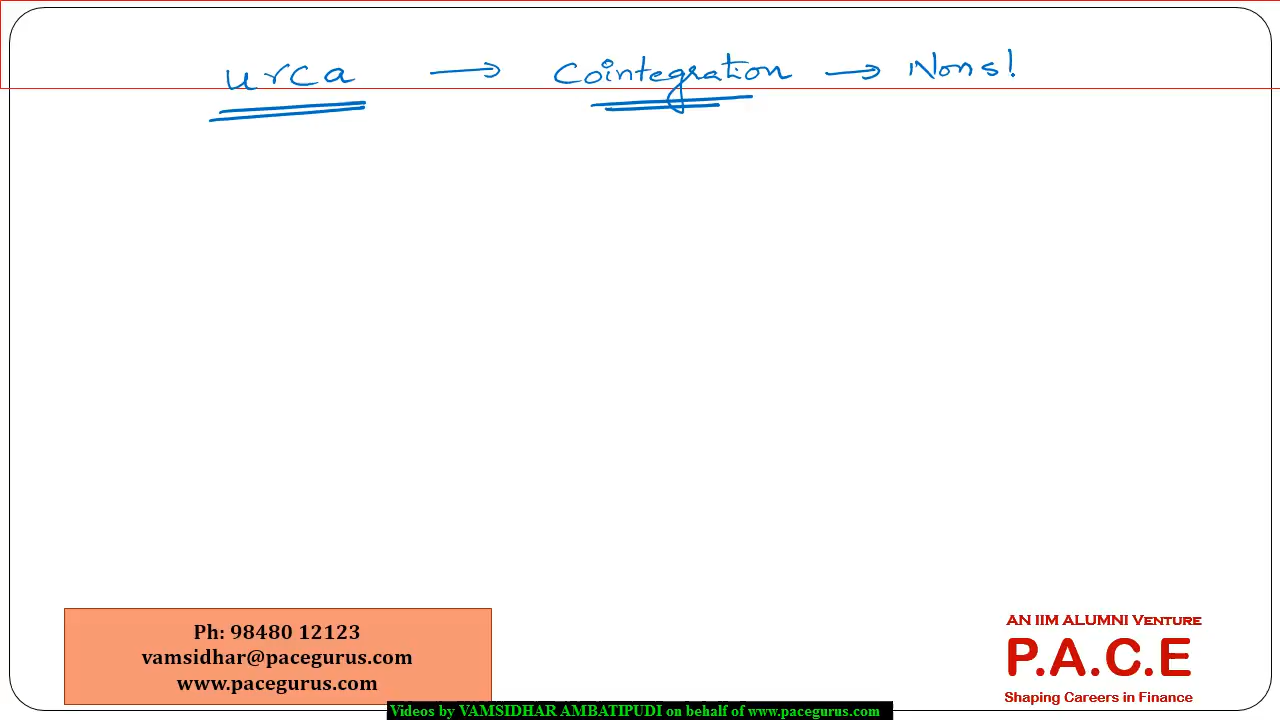 urca → Cointegration → Nons
Ph: 98480 12123
vamsidhar@pacegurus.com
www.pacegurus.com
AN IIM ALUMNI VENTURE
P.A.C.E
Shaping Careers in Finance
Videos by VAMSIDHAR AMBATIPUDI on behalf of www.pacegurus.com